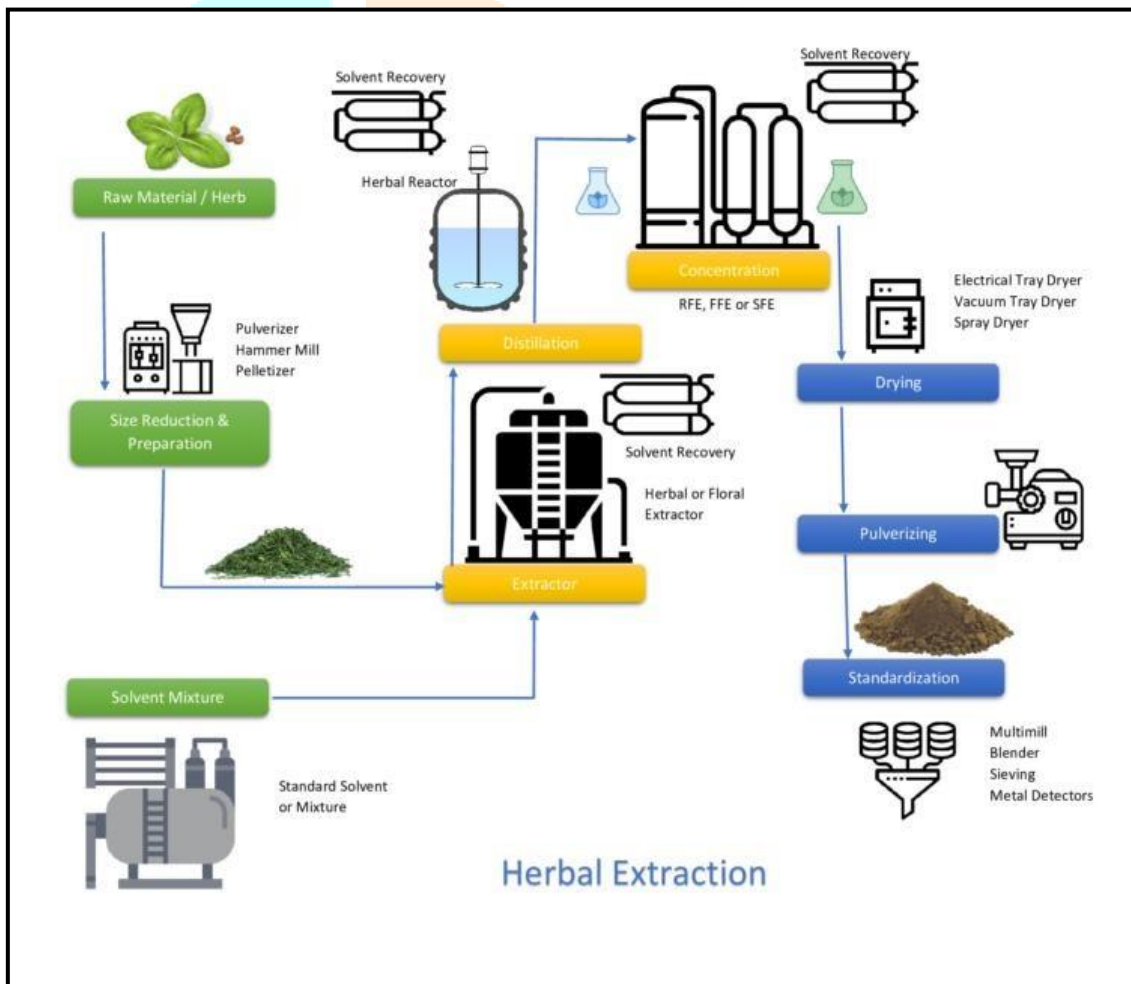 Solvent Recovery
Solvent Recovery
Raw Material / Herb
Herbal Reactor
Concentration
RFE, FFE or SFE
Electrical Tray Dryer
Vacuum Tray Dryer
Spray Dryer
Pulverizer
Hammer Mill
Pelletizer
Distillation
Drying
Size Reduction &
Preparation
Solvent Recovery
Herbal or Floral
Extractor
Pulverizing
Extractor
Solvent Mixture
Standardization
Standard Solvent
or Mixture
Multimill
Blender
Sieving
Metal Detectors
Herbal Extraction